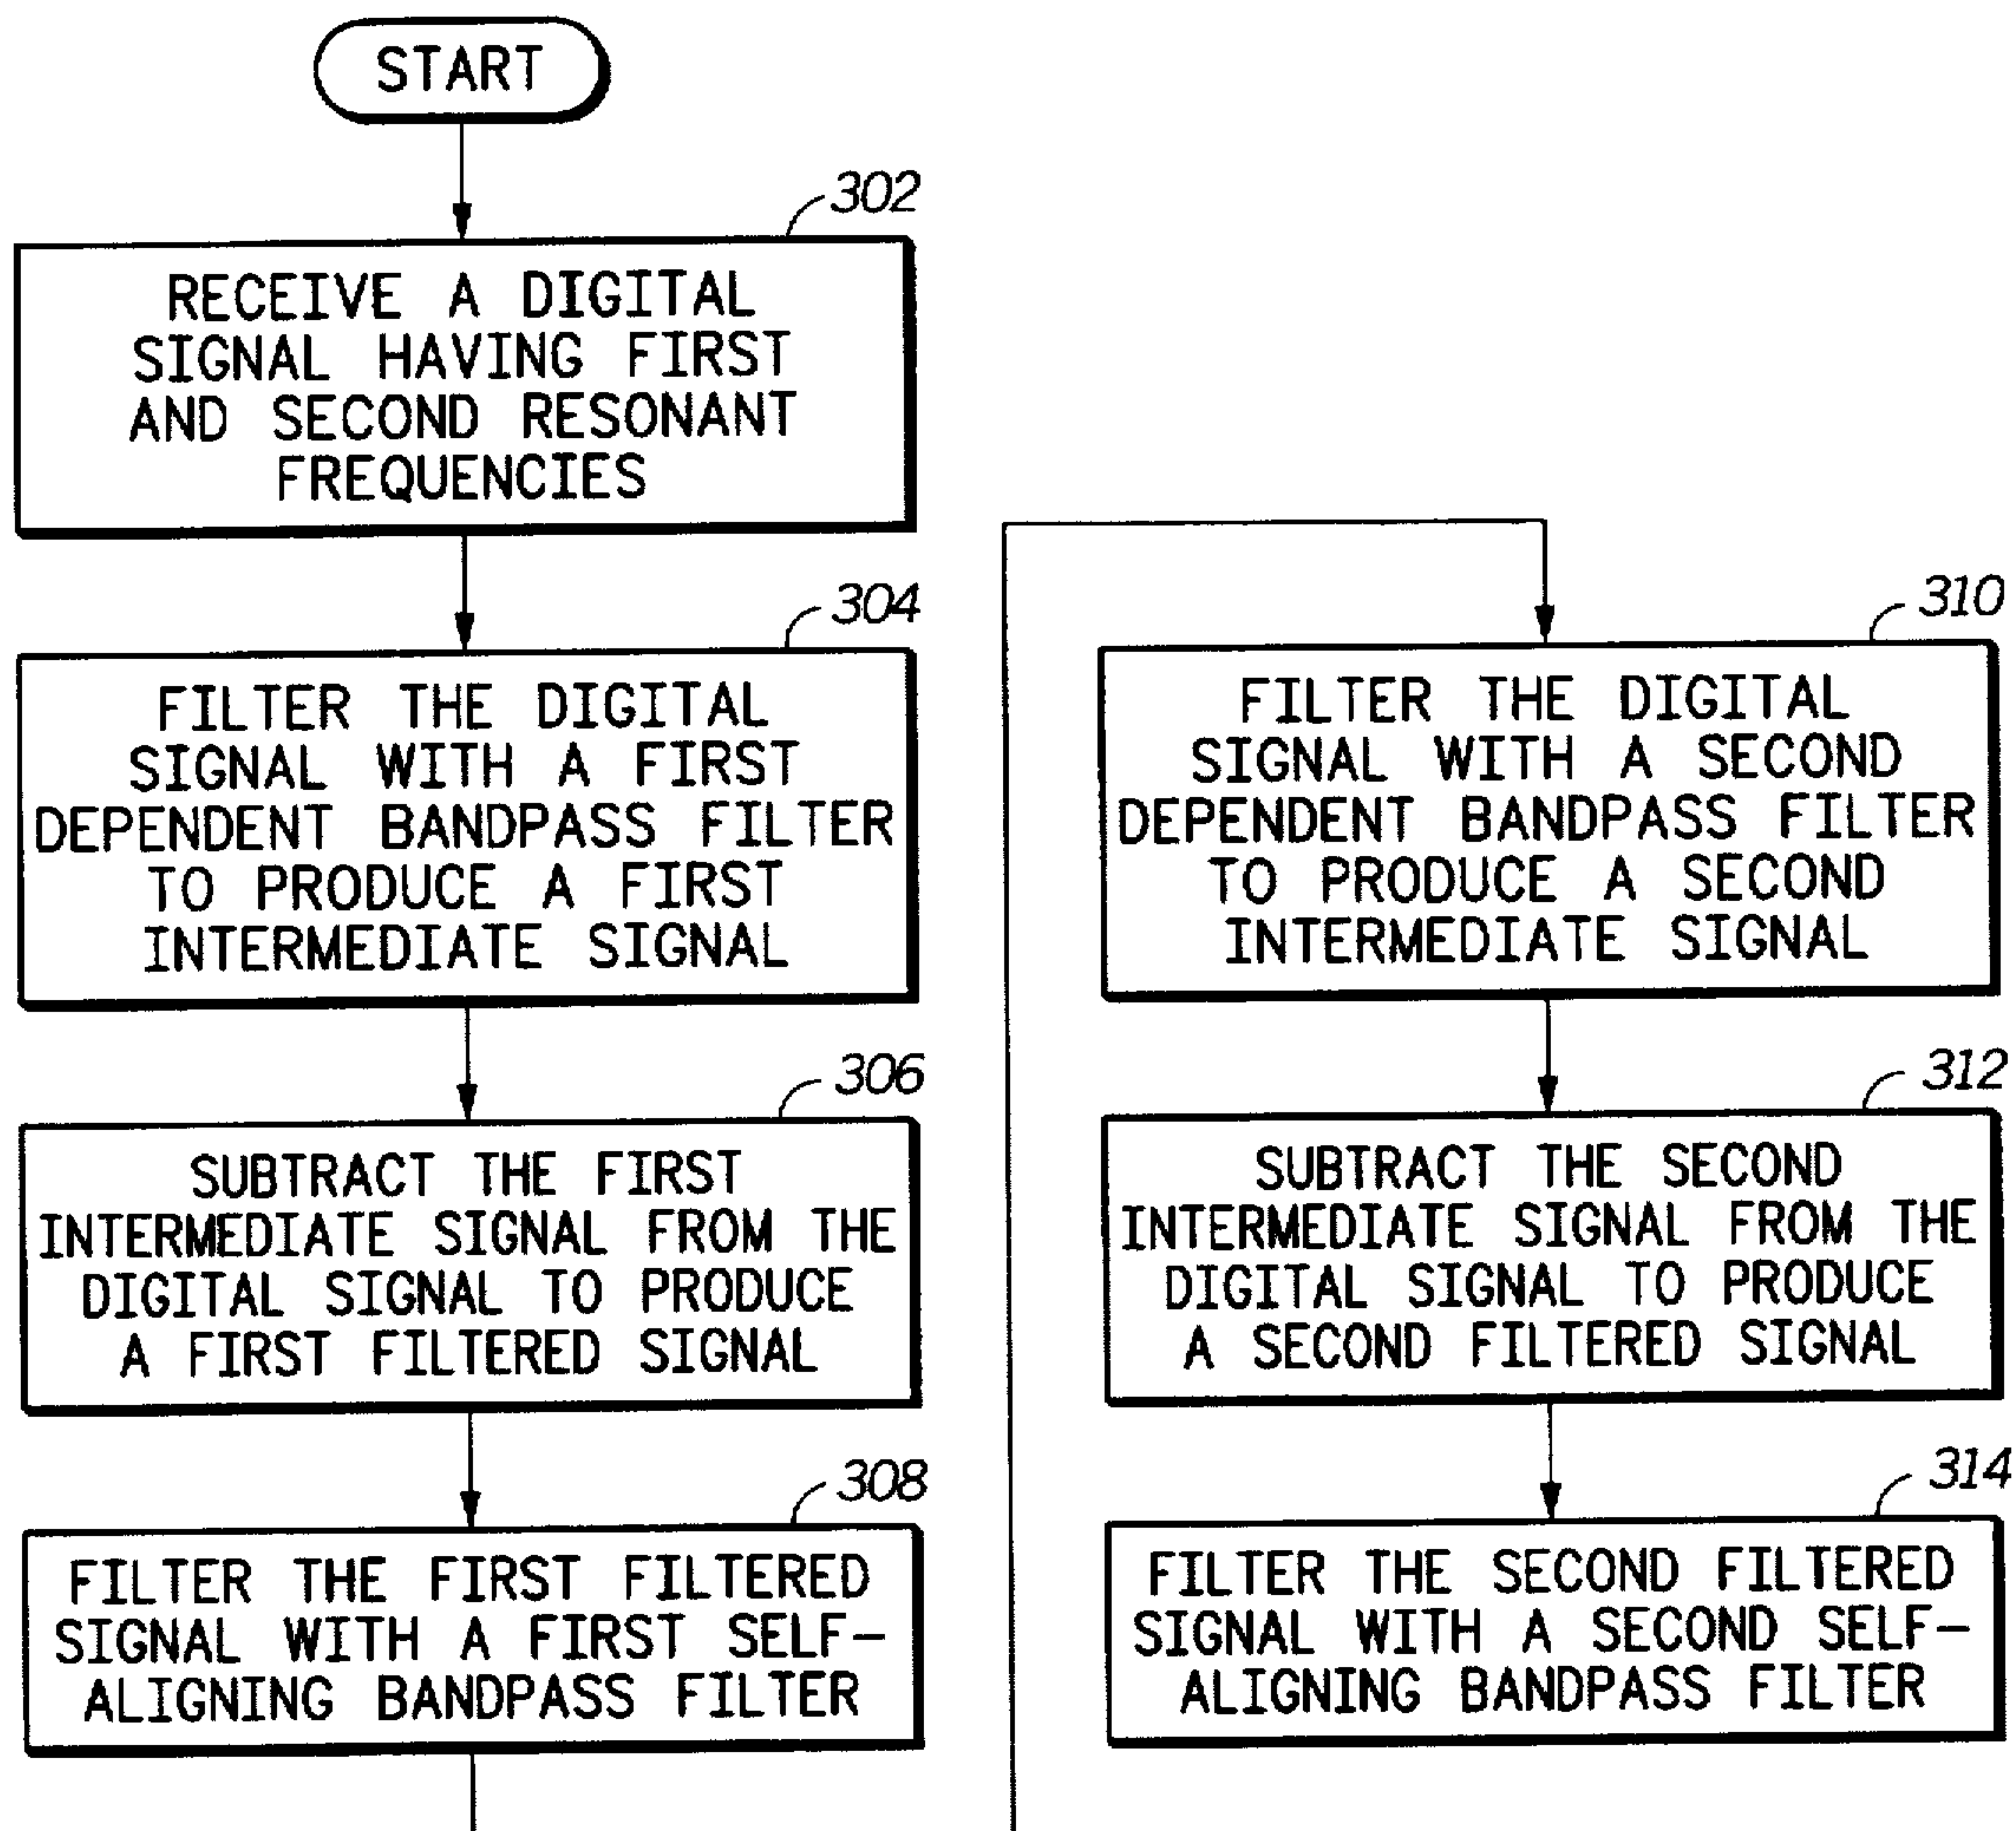 START
302
RECEIVE A DIGITAL
SIGNAL HAVING FIRST
AND SECOND RESONANT
FREQUENCIES
304
FILTER THE DIGITAL
SIGNAL WITH A FIRST
DEPENDENT BANDPASS FILTER
TO PRODUCE A FIRST
INTERMEDIATE SIGNAL
306
SUBTRACT THE FIRST
INTERMEDIATE SIGNAL FROM THE
DIGITAL SIGNAL TO PRODUCE
A FIRST FILTERED SIGNAL
308
FILTER THE FIRST FILTERED
SIGNAL WITH A FIRST SELF-
ALIGNING BANDPASS FILTER
310
FILTER THE DIGITAL
SIGNAL WITH A SECOND
DEPENDENT BANDPASS FILTER
TO PRODUCE A SECOND
INTERMEDIATE SIGNAL
312
SUBTRACT THE SECOND
INTERMEDIATE SIGNAL FROM THE
DIGITAL SIGNAL TO PRODUCE
A SECOND FILTERED SIGNAL
314
FILTER THE SECOND FILTERED
SIGNAL WITH A SECOND SELF-
ALIGNING BANDPASS FILTER